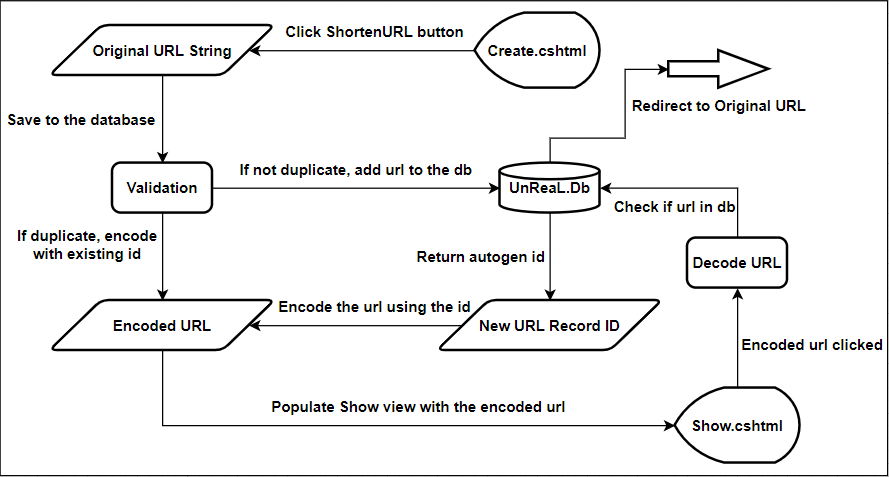 Click ShortenURL button
Original URL String
Create.cshtml
Redirect to Original URL
Save to the database
If not duplicate, add url to the db
Validation
UnReaL.Db
Check if url in db
If duplicate, encode
with existing id
Return autogen id
Decode URL
Encode the url using the id
Encoded URL
New URL Record ID
Encoded url clicked
Populate Show view with the encoded url
Show.cshtml